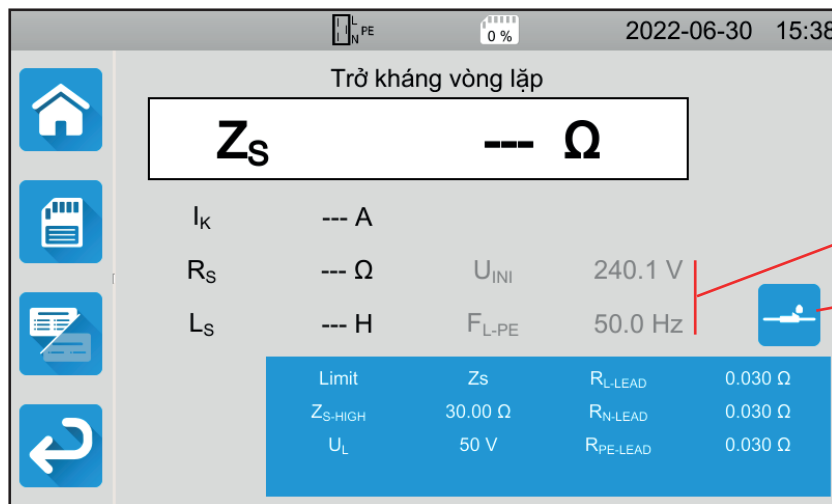 L N PE 0 % 2022-06-30 15:38
Trở kháng vòng lặp
ZS --- Ω
IK --- A
RS --- Ω UINI 240.1 V
LS --- H FL-PE 50.0 Hz
Limit Zs RL-LEAD 0.030 Ω
ZS-HIGH 30.00 Ω RN-LEAD 0.030 Ω
UL 50 V RPE-LEAD 0.030 Ω